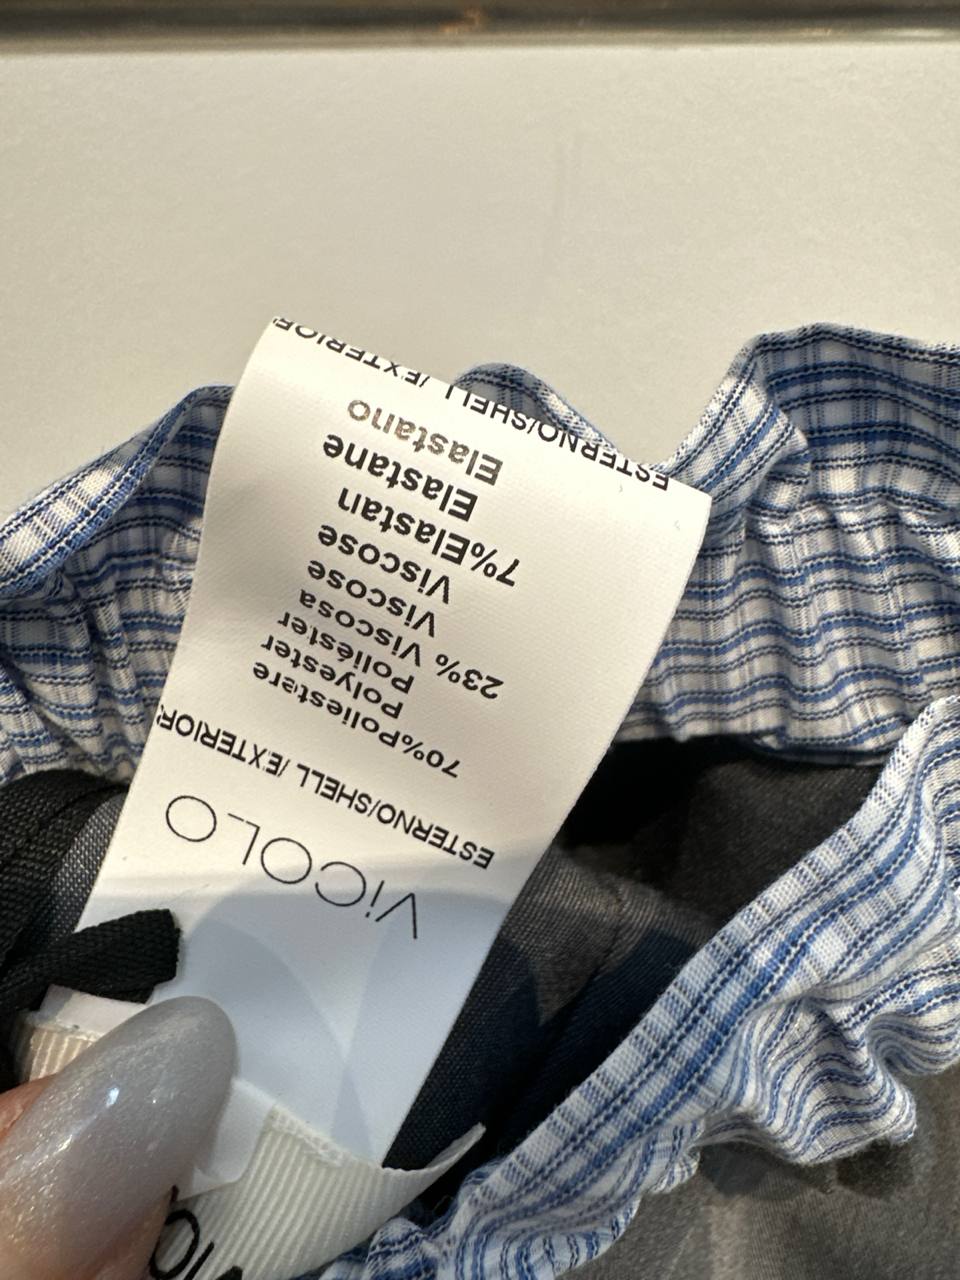 ViCOLO
ESTERNO/SHELL /EXTERIOR
70%Poliestere
Polyester
Poliéster
23% Viscosa
Viscose
Viscose
7%Elastan
Elastane
Elastano
ESTERNO/SHELL /EXTERIOR